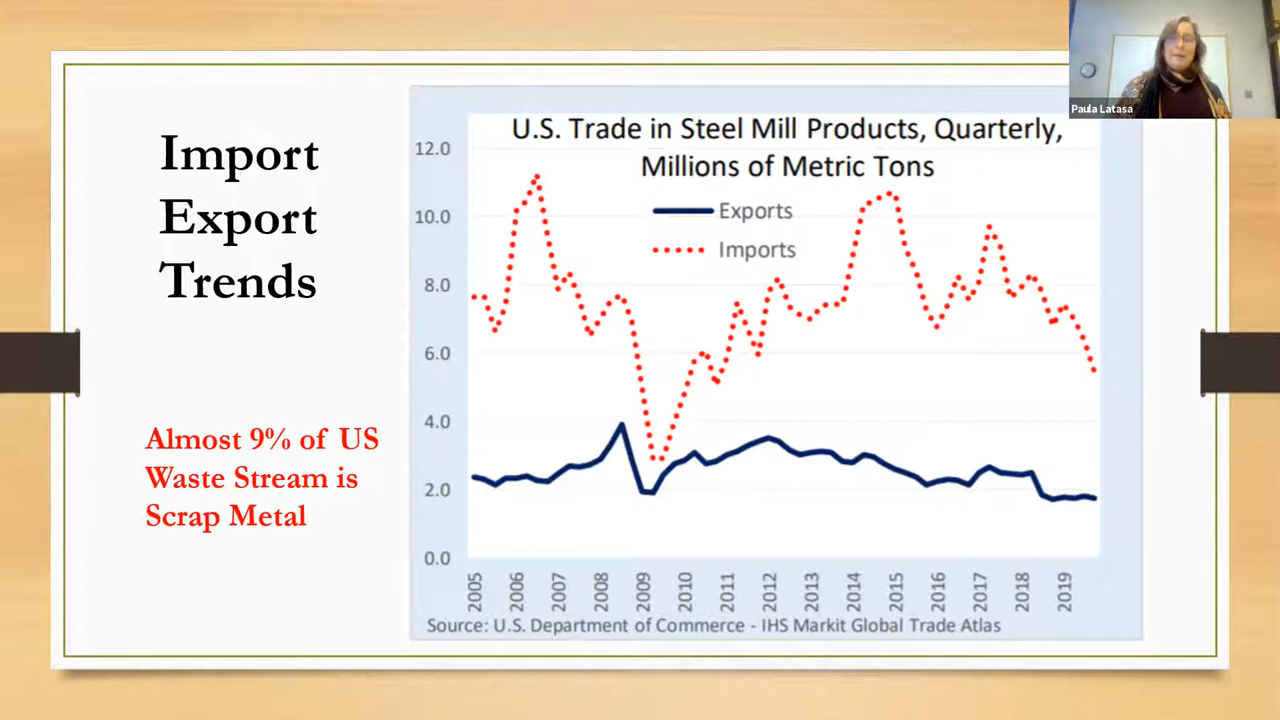 Import
Export
Trends
Almost 9% of US
Waste Stream is
Scrap Metal
U.S. Trade in Steel Mill Products, Quarterly,
Millions of Metric Tons
Exports
Imports
12.0
10.0
8.0
6.0
4.0
2.0
0.0
2005
2006
2007
2008
2009
2010
2011
2012
2013
2014
2015
2016
2017
2018
2019
Source: U.S. Department of Commerce - IHS Markit Global Trade Atlas
Paula Latasa